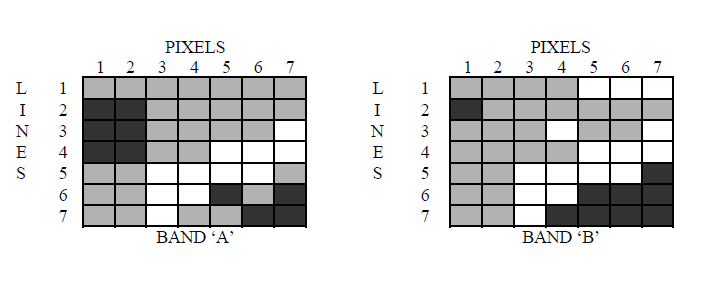 PIXELS PIXELS
1 2 3 4 5 6 7 1 2 3 4 5 6 7
L 1 L 1
I 2 I 2
N 3 N 3
E 4 E 4
S 5 S 5
6 6
7 7
BAND ‘A’ BAND ‘B’